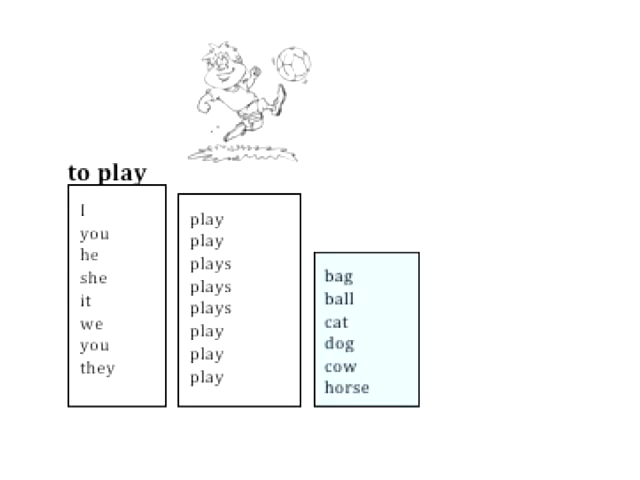 to play
I
you
he
she
it
we
you
they
play
play
plays
plays
plays
play
play
play
bag
ball
cat
dog
cow
horse